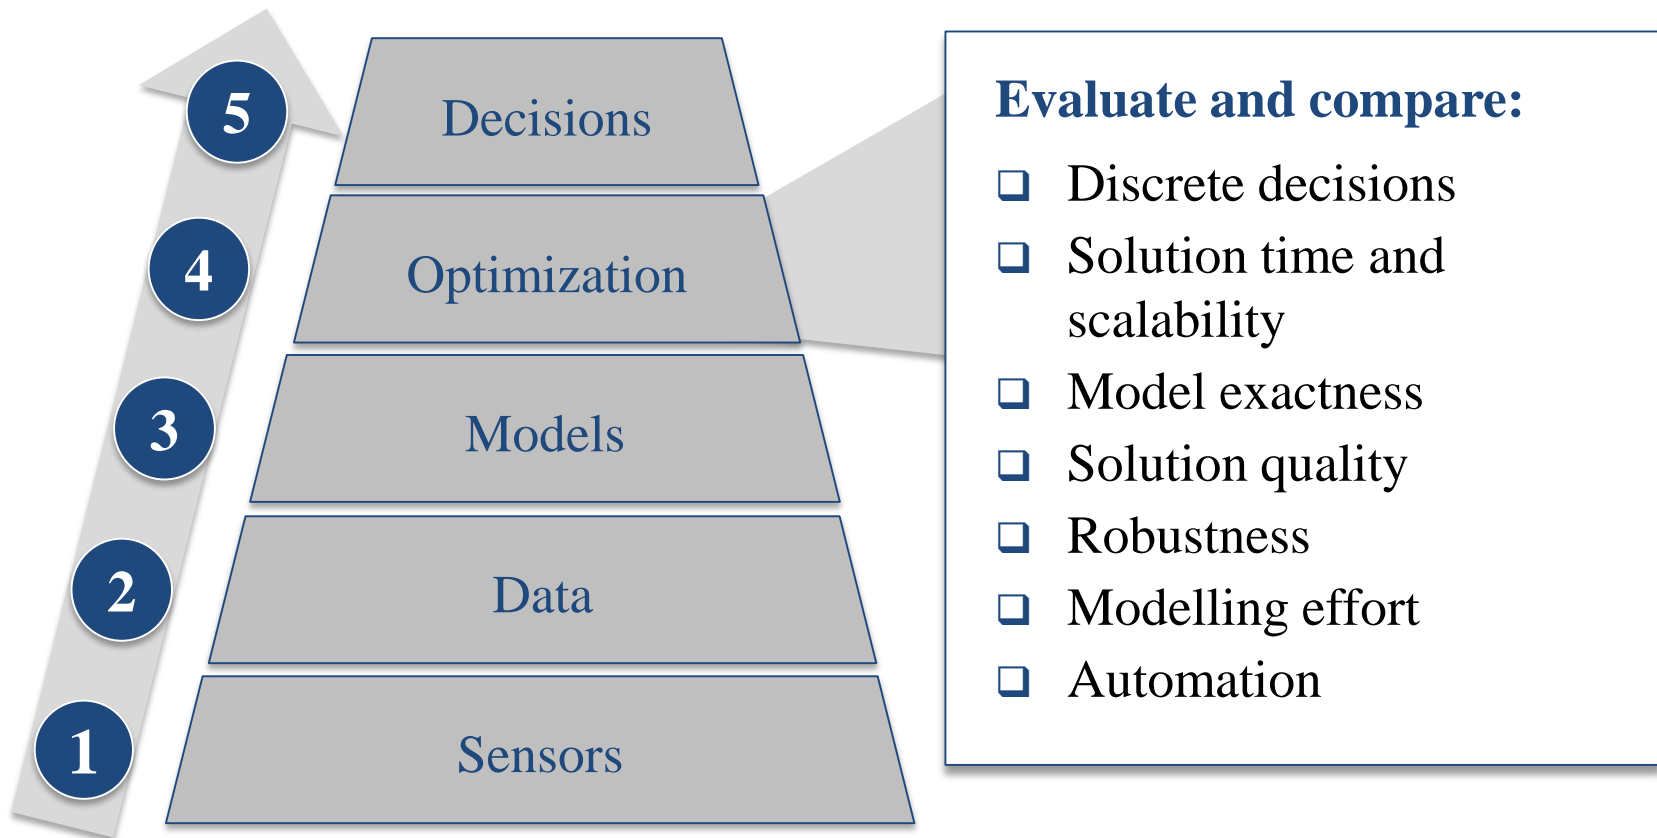 5
Decisions
4
Optimization
3
Models
2
Data
1
Sensors
Evaluate and compare:
Discrete decisions
Solution time and
scalability
Model exactness
Solution quality
Robustness
Modelling effort
Automation